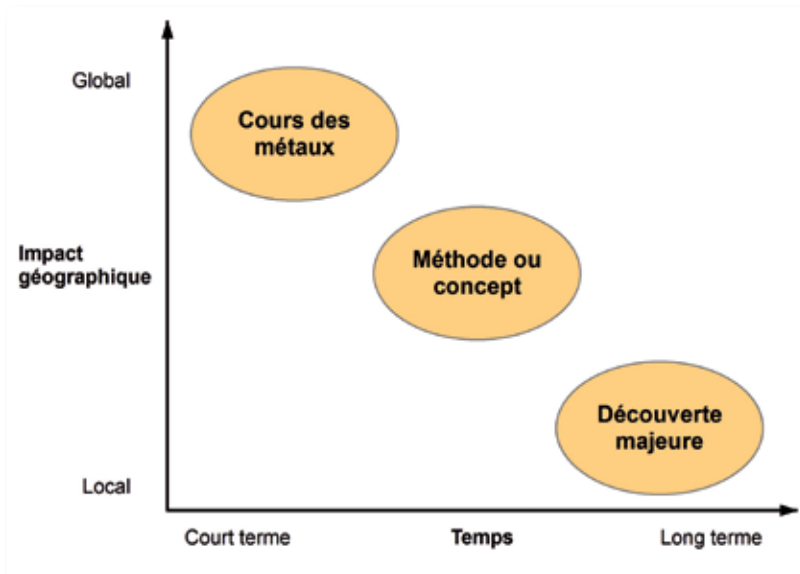 Global
Cours des
métaux
Impact
géographique
Méthode ou
concept
Découverte
majeure
Local
Court terme
Temps
Long terme